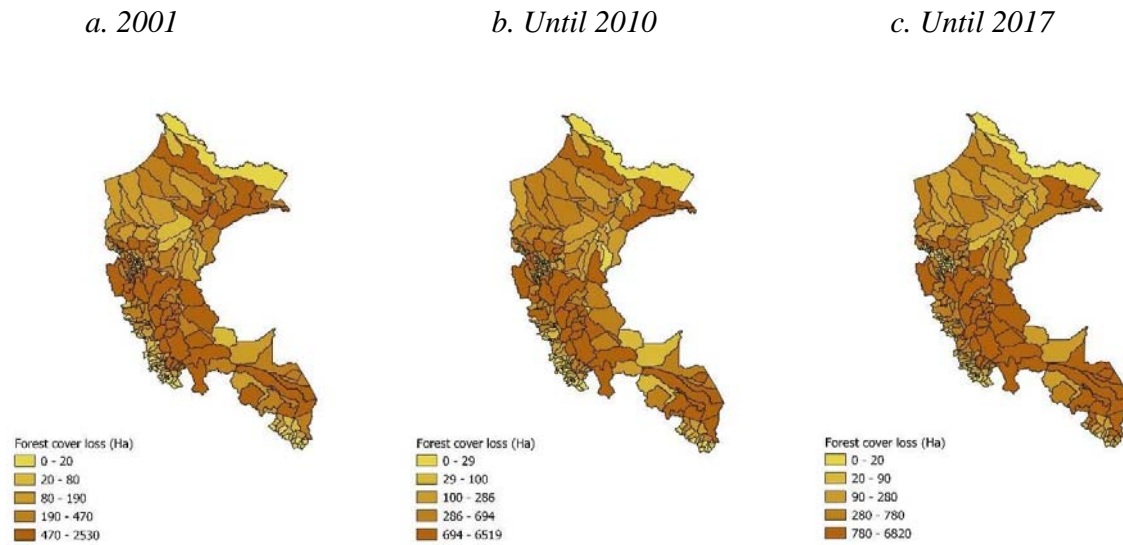 a. 2001
b. Until 2010
c. Until 2017
Forest cover loss (Ha)
0 - 20
20 - 80
80 - 190
190 - 470
470 - 2530
Forest cover loss (Ha)
0 - 29
29 - 100
100 - 286
286 - 694
694 - 6519
Forest cover loss (Ha)
0 - 20
20 - 90
90 - 280
280 - 780
780 - 6820